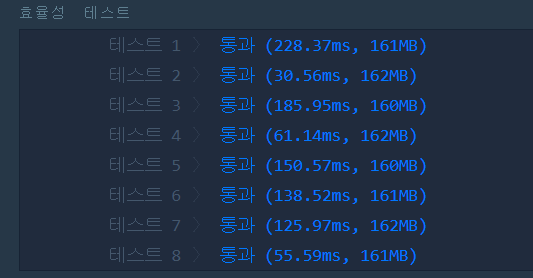 효율성 테스트
테스트 1 〉 통과 (228.37ms, 161MB)
테스트 2 〉 통과 (30.56ms, 162MB)
테스트 3 〉 통과 (185.95ms, 160MB)
테스트 4 〉 통과 (61.14ms, 162MB)
테스트 5 〉 통과 (150.57ms, 160MB)
테스트 6 〉 통과 (138.52ms, 161MB)
테스트 7 〉 통과 (125.97ms, 162MB)
테스트 8 〉 통과 (55.59ms, 161MB)